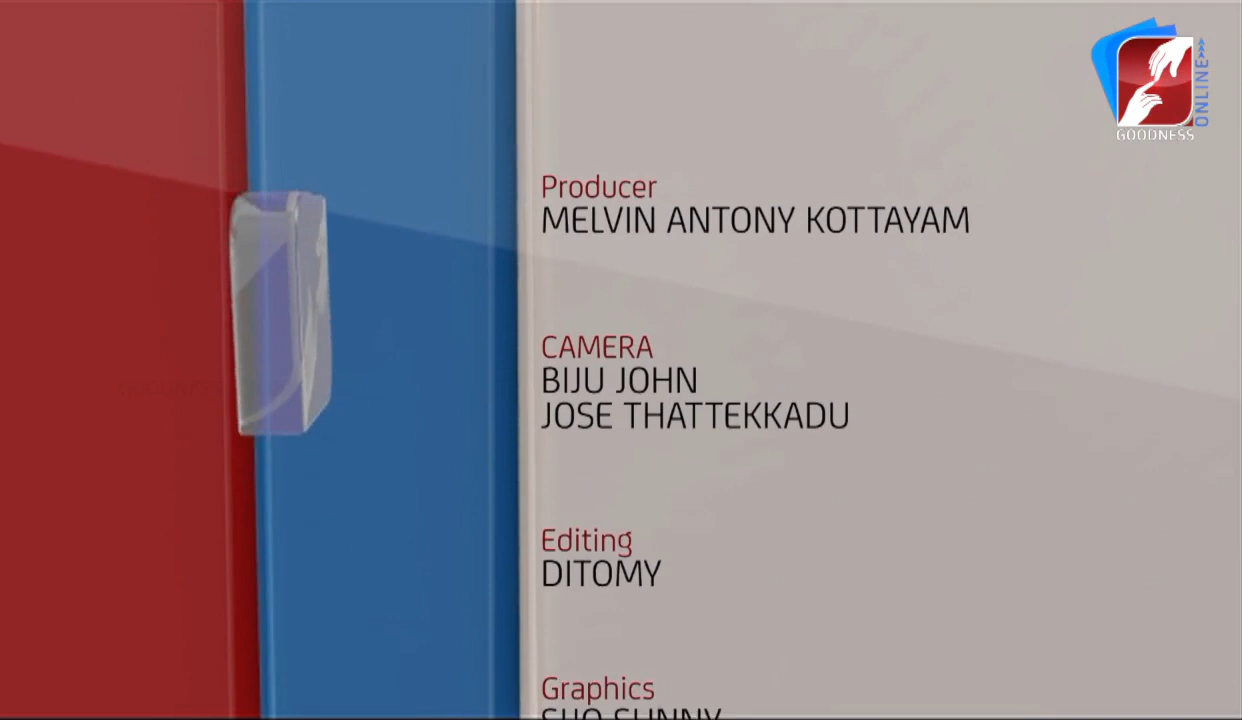 GOODNESS
ONLINE
Producer
MELVIN ANTONY KOTTAYAM
CAMERA
BIJU JOHN
JOSE THATTEKKADU
Editing
DITOMY
Graphics